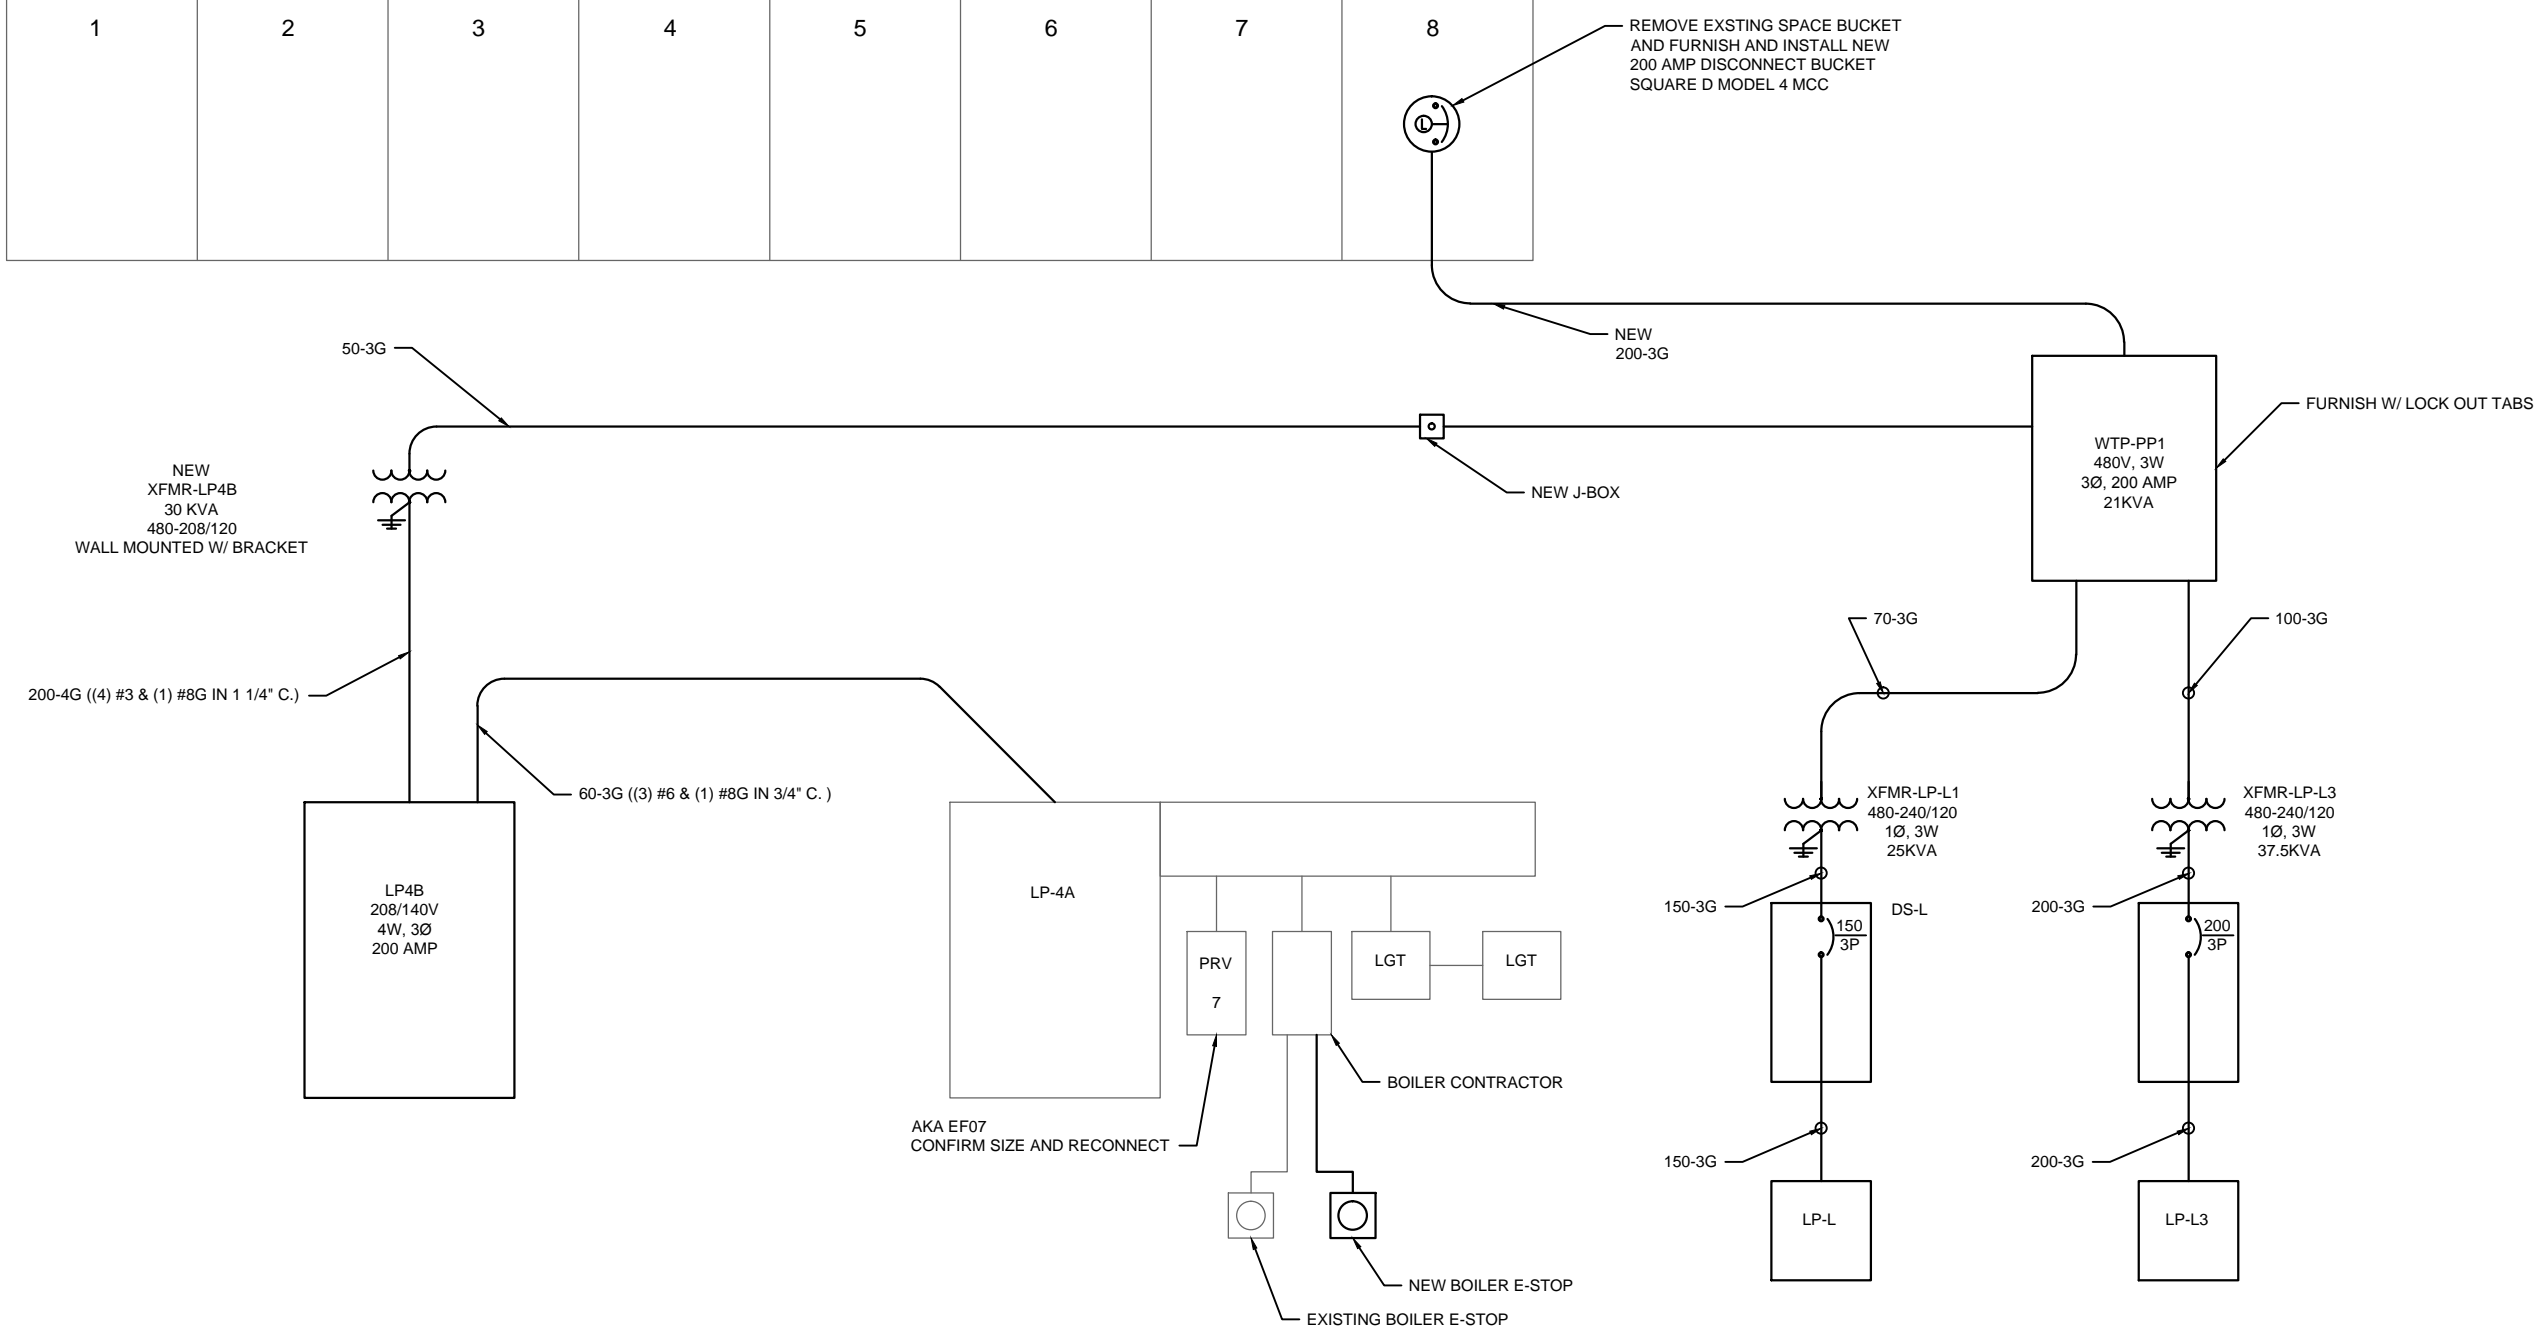 1
2
3
4
5
6
7
8
REMOVE EXSTING SPACE BUCKET
AND FURNISH AND INSTALL NEW
200 AMP DISCONNECT BUCKET
SQUARE D MODEL 4 MCC
L
NEW
200-3G
50-3G
FURNISH W/ LOCK OUT TABS
WTP-PP1
480V, 3W
3Ø, 200 AMP
21KVA
NEW
XFMR-LP4B
30 KVA
480-208/120
WALL MOUNTED W/ BRACKET
NEW J-BOX
70-3G
100-3G
200-4G ((4) #3 & (1) #8G IN 1 1/4" C.)
60-3G ((3) #6 & (1) #8G IN 3/4" C. )
XFMR-LP-L1
480-240/120
1Ø, 3W
25KVA
XFMR-LP-L3
480-240/120
1Ø, 3W
37.5KVA
LP4B
208/140V
4W, 3Ø
200 AMP
LP-4A
150-3G
DS-L
200-3G
150
3P
200
3P
PRV
7
LGT
LGT
BOILER CONTRACTOR
AKA EF07
CONFIRM SIZE AND RECONNECT
150-3G
200-3G
LP-L
LP-L3
NEW BOILER E-STOP
EXISTING BOILER E-STOP